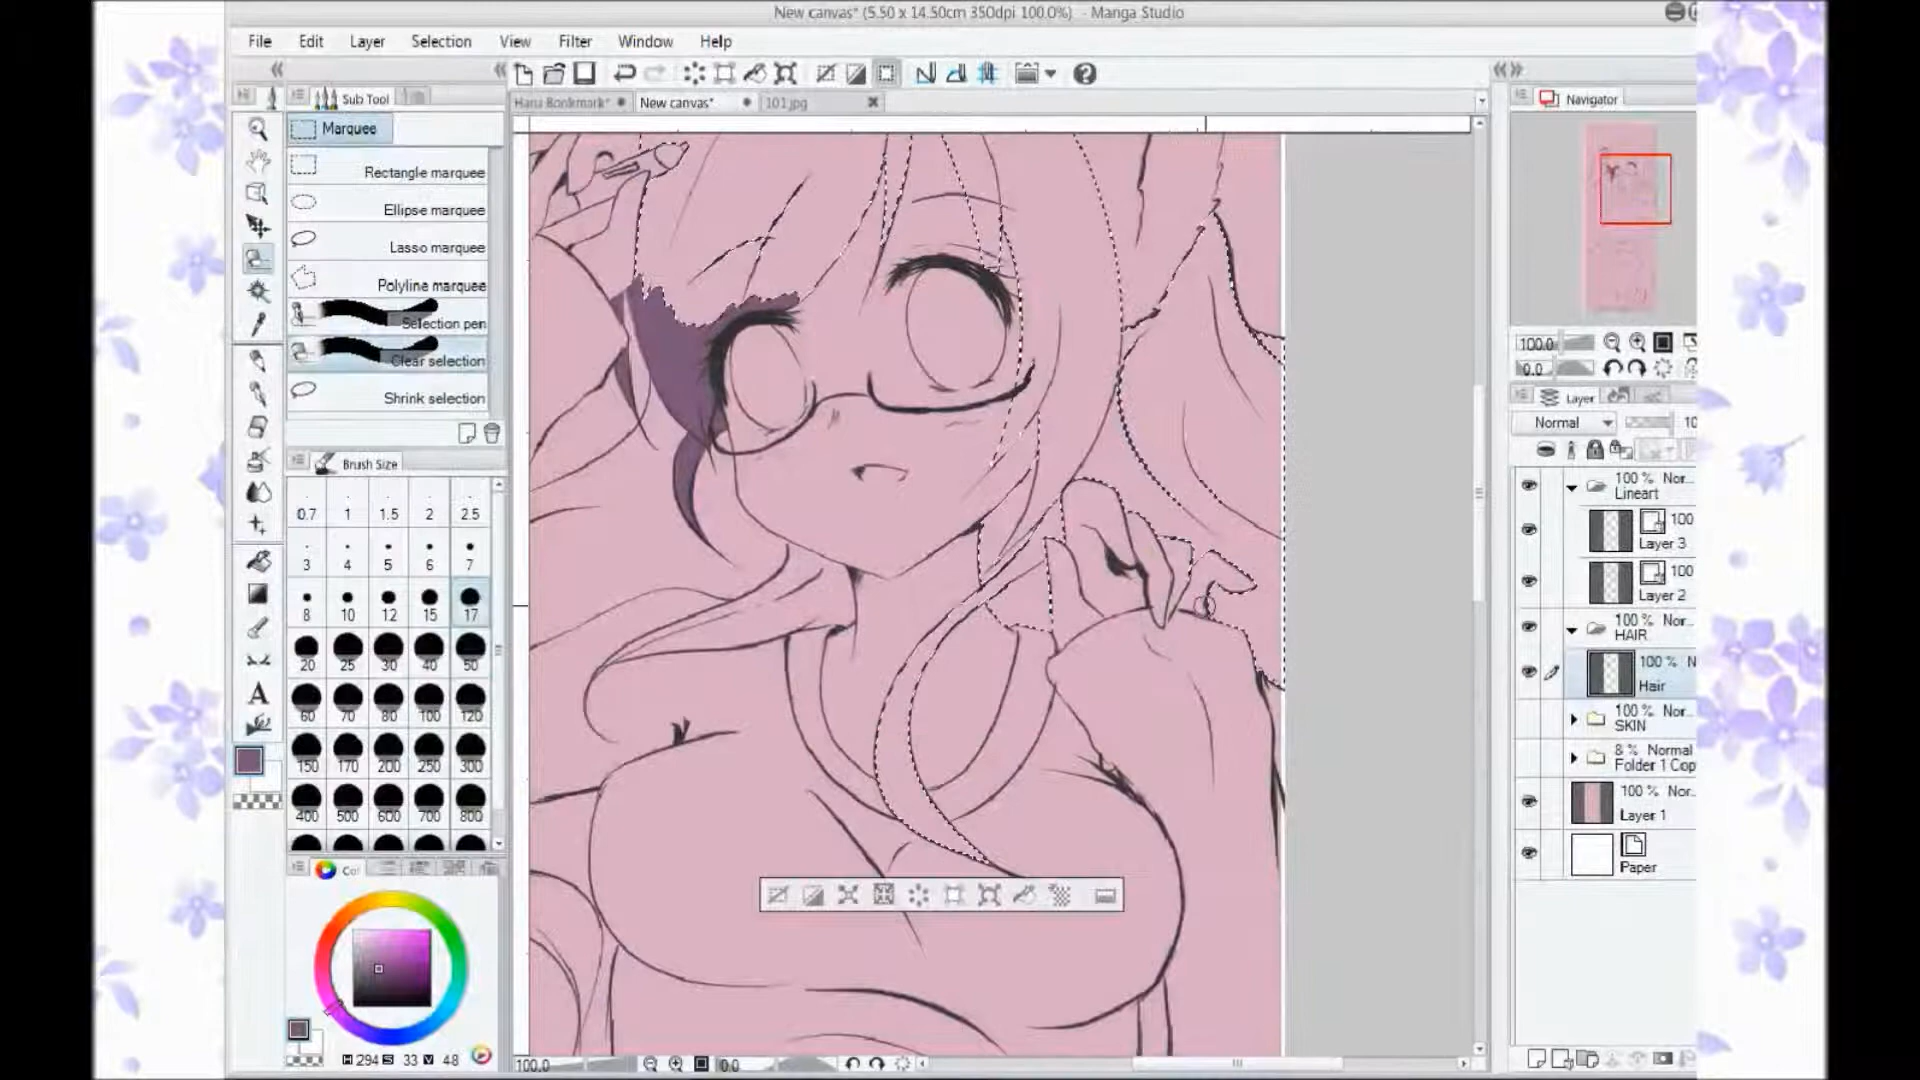 New canvas* (5.50 x 14.50cm 350dpi 100.0%) - Manga Studio
File Edit Layer Selection View Filter Window Help
Sub Tool
Hana Bookmark* New canvas* 101.jpg
Navigator
Marquee
Rectangle marquee
Ellipse marquee
Lasso marquee
Polyline marquee
Selection pen
Clear selection
Shrink selection
100.0
0.0
Layer
Normal 10
Brush Size
0.7 1 1.5 2 2.5
3 4 5 6 7
8 10 12 15 17
20 25 30 40 50
60 70 80 100 120
150 170 200 250 300
400 500 600 700 800
100 % Nor...
Lineart
100
Layer 3
100
Layer 2
100 % Nor...
HAIR
100 % N
Hair
100 % Nor...
SKIN
8 % Normal
Folder 1 Cop
100 % Nor...
Layer 1
Paper
A
Col
H 294 S 33 V 48
100.0 0.0